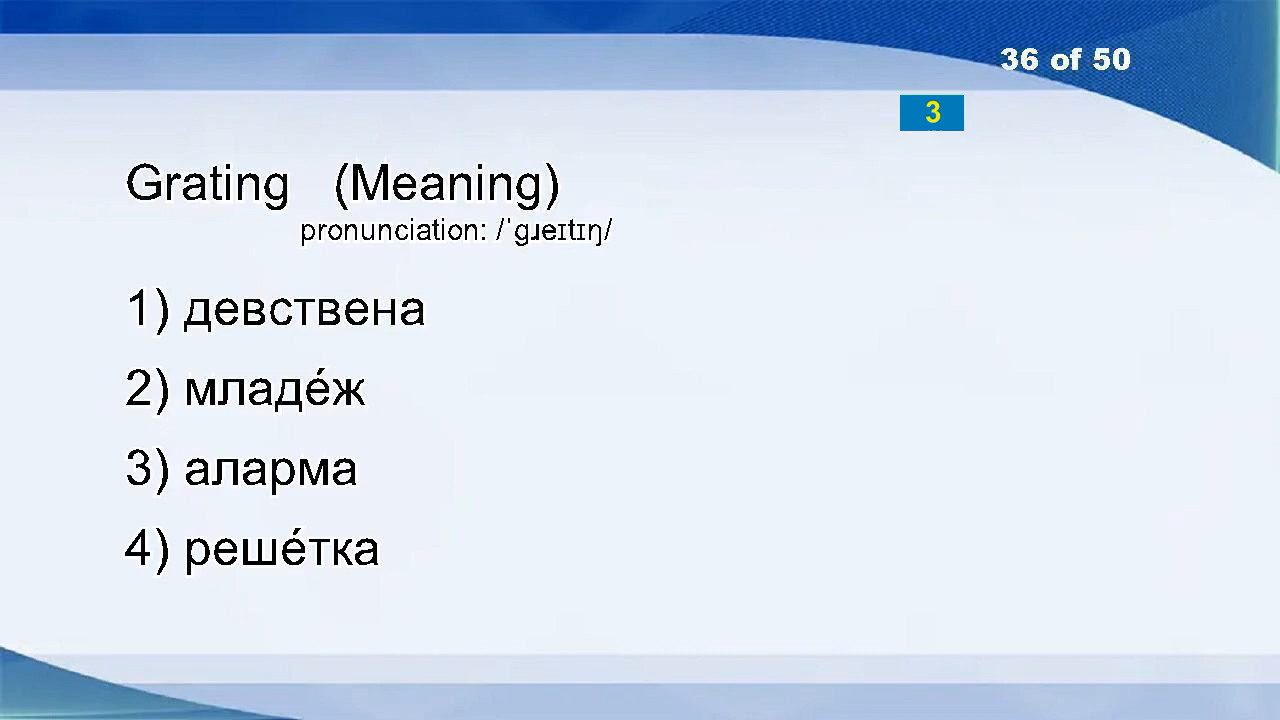 36 of 50
3
Grating (Meaning)
pronunciation: /ˈɡɹeɪtɪŋ/
1) девствена
2) младе́ж
3) аларма
4) реше́тка